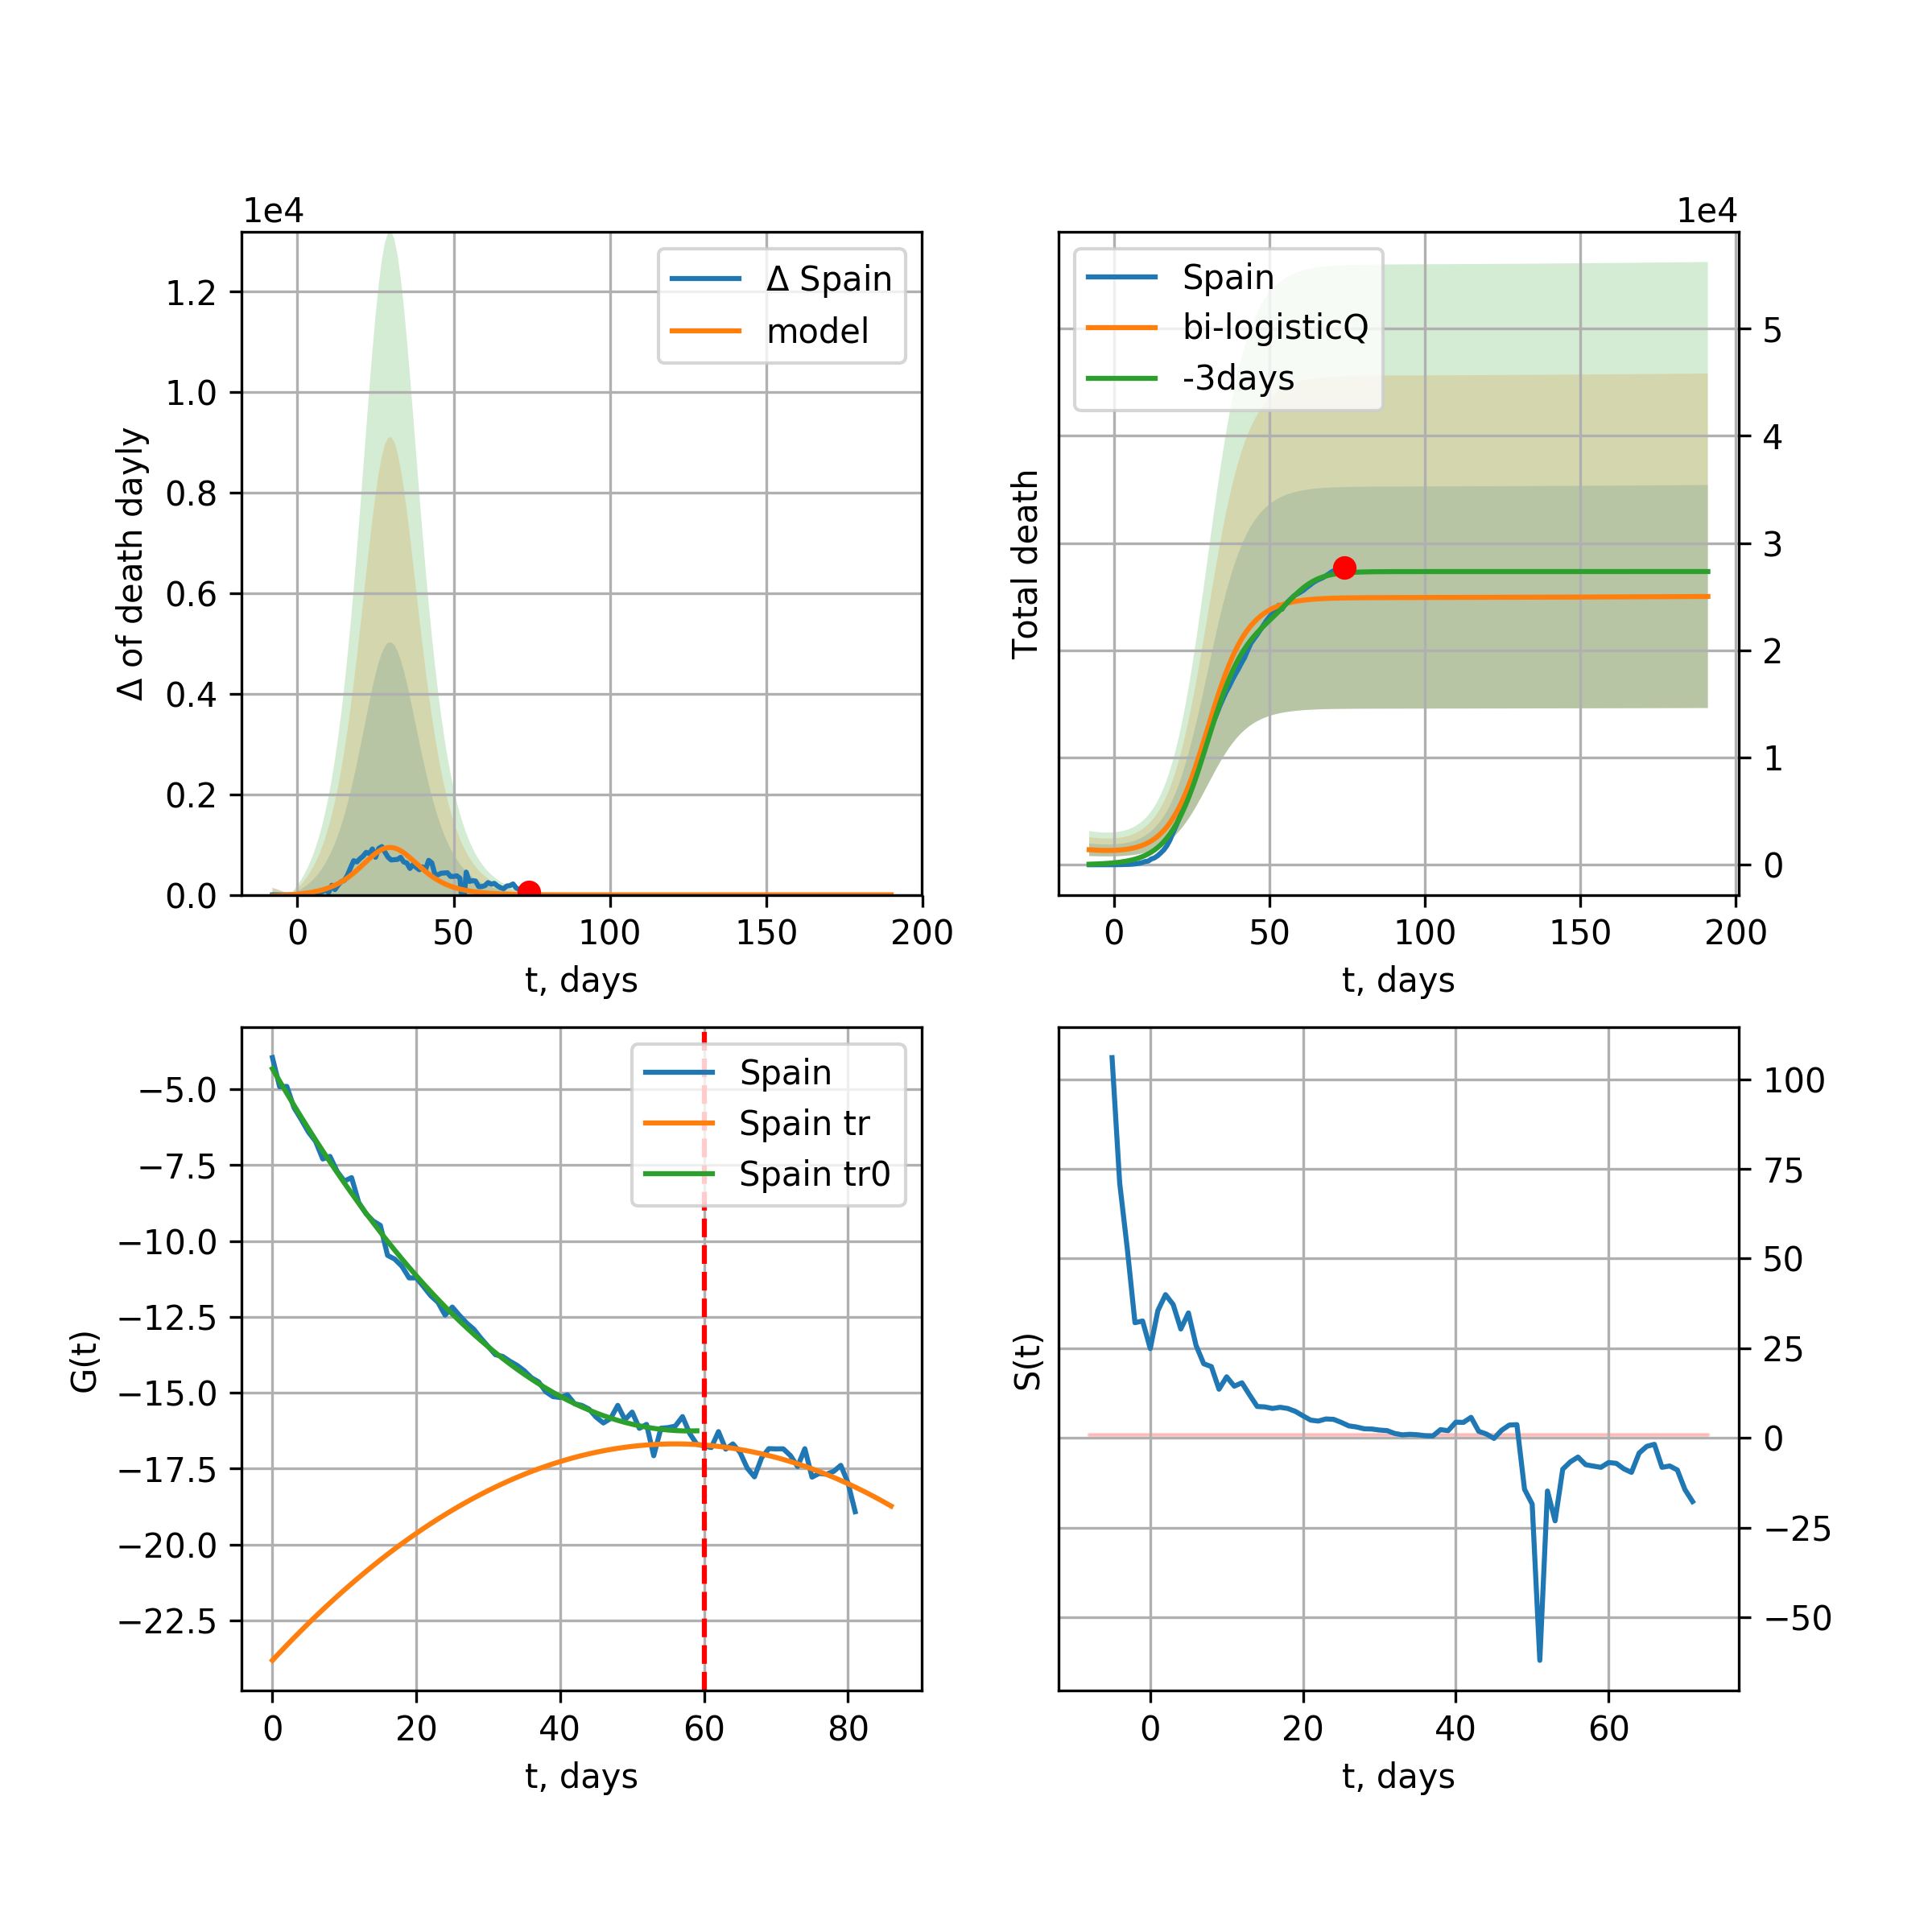 1e4
Δ of death dayly
1.2
1.0
0.8
0.6
0.4
0.2
0.0
0
50
100
150
200
t, days
Δ Spain
model
1e4
Total death
5
4
3
2
1
0
0
50
100
150
200
t, days
Spain
bi-logisticQ
-3days
G(t)
−5.0
−7.5
−10.0
−12.5
−15.0
−17.5
−20.0
−22.5
0
20
40
60
80
t, days
Spain
Spain tr
Spain tr0
S(t)
100
75
50
25
0
−25
−50
0
20
40
60
t, days